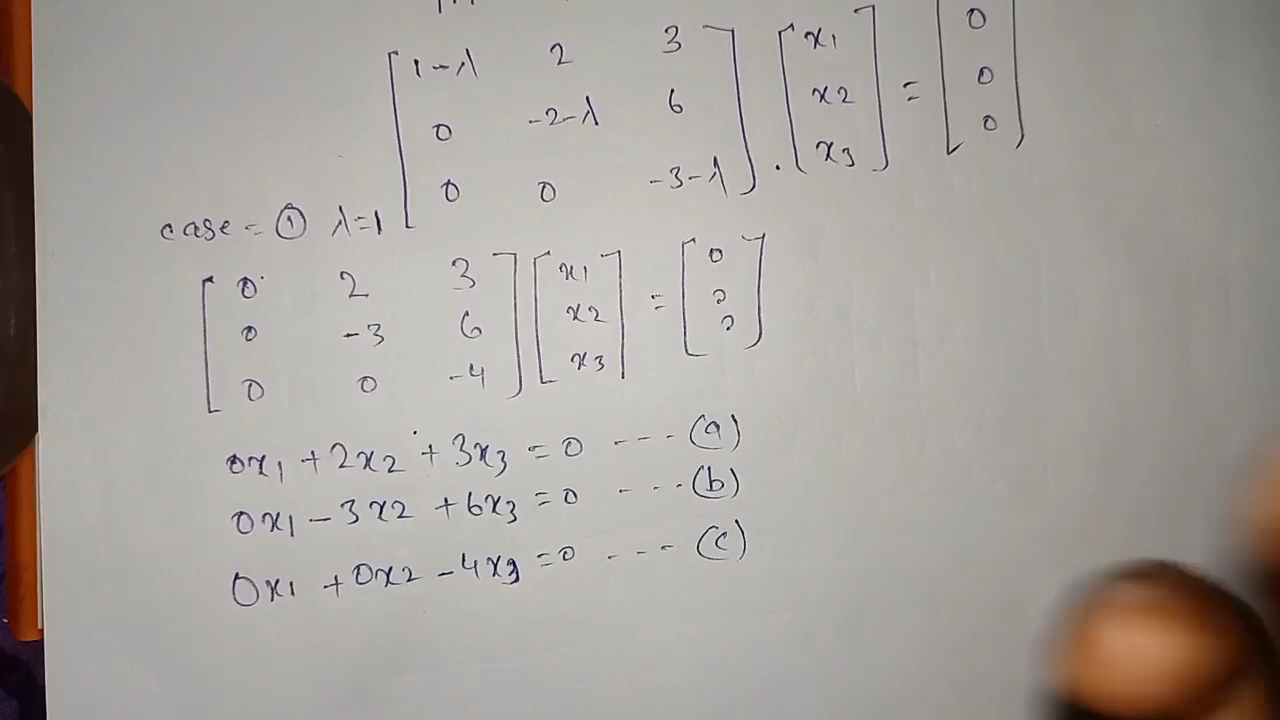 [1-λ 2 3] [x1] = [0]
[0 -2-λ 6] . [x2] [0]
[0 0 -3-λ] [x3] [0]
case = ① λ=1
[0 2 3] [x1] = [0]
[0 -3 6] [x2] [0]
[0 0 -4] [x3] [0]
0x1 + 2x2 + 3x3 = 0 ---- (a)
0x1 - 3x2 + 6x3 = 0 ---- (b)
0x1 + 0x2 - 4x3 = 0 ---- (c)